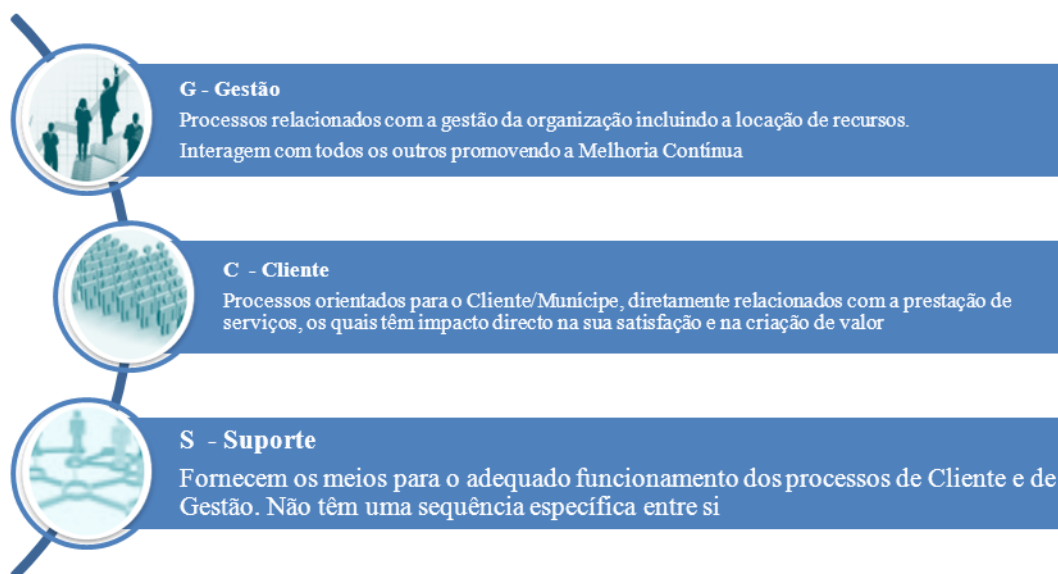 G - Gestão
Processos relacionados com a gestão da organização incluindo a locação de recursos.
Interagem com todos os outros promovendo a Melhoria Contínua
C - Cliente
Processos orientados para o Cliente/Munícipe, diretamente relacionados com a prestação de
serviços, os quais têm impacto directo na sua satisfação e na criação de valor
S - Suporte
Fornecem os meios para o adequado funcionamento dos processos de Cliente e de
Gestão. Não têm uma sequência específica entre si